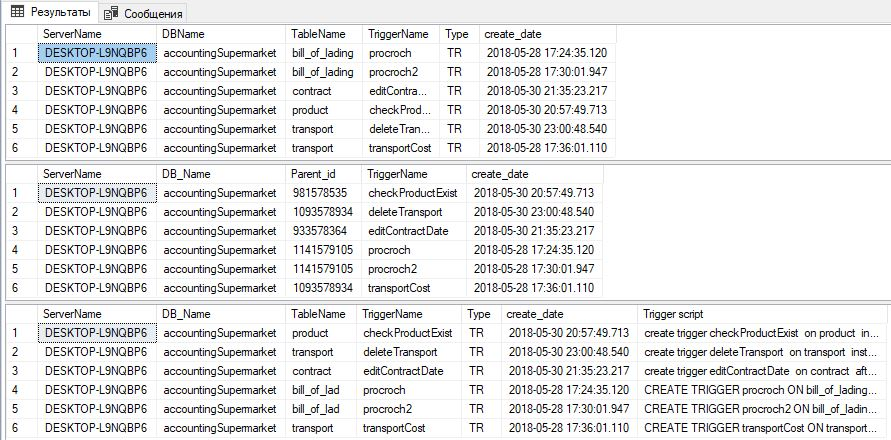 Результаты Сообщения
ServerName DBName TableName TriggerName Type create_date
1 DESKTOP-L9NQBP6 accountingSupermarket bill_of_lading procroch TR 2018-05-28 17:24:35.120
2 DESKTOP-L9NQBP6 accountingSupermarket bill_of_lading procroch2 TR 2018-05-28 17:30:01.947
3 DESKTOP-L9NQBP6 accountingSupermarket contract editContra... TR 2018-05-30 21:35:23.217
4 DESKTOP-L9NQBP6 accountingSupermarket product checkProd... TR 2018-05-30 20:57:49.713
5 DESKTOP-L9NQBP6 accountingSupermarket transport deleteTran... TR 2018-05-30 23:00:48.540
6 DESKTOP-L9NQBP6 accountingSupermarket transport transportCost TR 2018-05-28 17:36:01.110
ServerName DB_Name Parent_id TriggerName create_date
1 DESKTOP-L9NQBP6 accountingSupermarket 981578535 checkProductExist 2018-05-30 20:57:49.713
2 DESKTOP-L9NQBP6 accountingSupermarket 1093578934 deleteTransport 2018-05-30 23:00:48.540
3 DESKTOP-L9NQBP6 accountingSupermarket 933578364 editContractDate 2018-05-30 21:35:23.217
4 DESKTOP-L9NQBP6 accountingSupermarket 1141579105 procroch 2018-05-28 17:24:35.120
5 DESKTOP-L9NQBP6 accountingSupermarket 1141579105 procroch2 2018-05-28 17:30:01.947
6 DESKTOP-L9NQBP6 accountingSupermarket 1093578934 transportCost 2018-05-28 17:36:01.110
ServerName DB_Name TableName TriggerName Type create_date Trigger script
1 DESKTOP-L9NQBP6 accountingSupermarket product checkProductExist TR 2018-05-30 20:57:49.713 create trigger checkProductExist on product in...
2 DESKTOP-L9NQBP6 accountingSupermarket transport deleteTransport TR 2018-05-30 23:00:48.540 create trigger deleteTransport on transport inst...
3 DESKTOP-L9NQBP6 accountingSupermarket contract editContractDate TR 2018-05-30 21:35:23.217 create trigger editContractDate on contract aft...
4 DESKTOP-L9NQBP6 accountingSupermarket bill_of_lad procroch TR 2018-05-28 17:24:35.120 CREATE TRIGGER procroch ON bill_of_lading...
5 DESKTOP-L9NQBP6 accountingSupermarket bill_of_lad procroch2 TR 2018-05-28 17:30:01.947 CREATE TRIGGER procroch2 ON bill_of_ladin...
6 DESKTOP-L9NQBP6 accountingSupermarket transport transportCost TR 2018-05-28 17:36:01.110 CREATE TRIGGER transportCost ON transport...